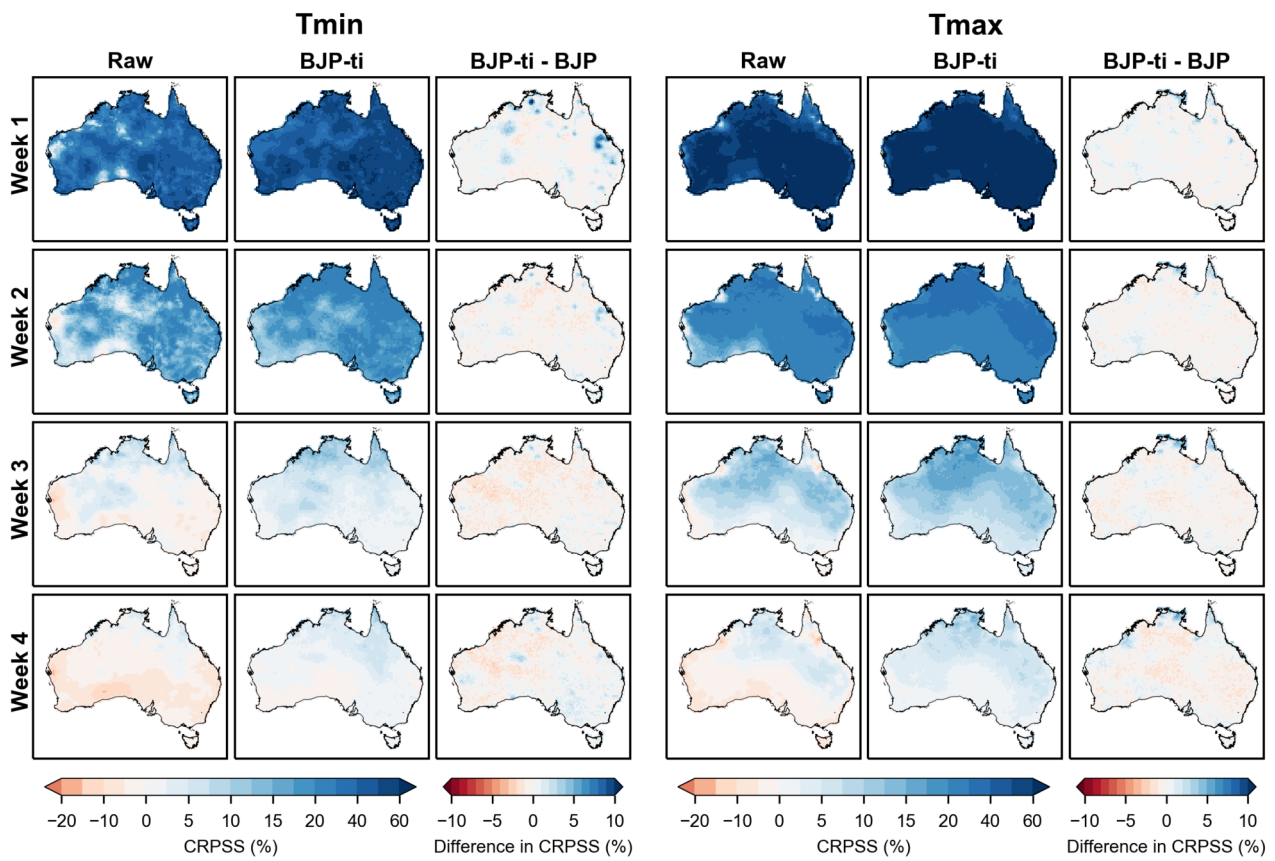 Tmin Tmax
Raw BJP-ti BJP-ti - BJP Raw BJP-ti BJP-ti - BJP
Week 1
Week 2
Week 3
Week 4
−20 −10 0 5 10 15 20 40 60 −10 −5 0 5 10 −20 −10 0 5 10 15 20 40 60 −10 −5 0 5 10
CRPSS (%) Difference in CRPSS (%) CRPSS (%) Difference in CRPSS (%)